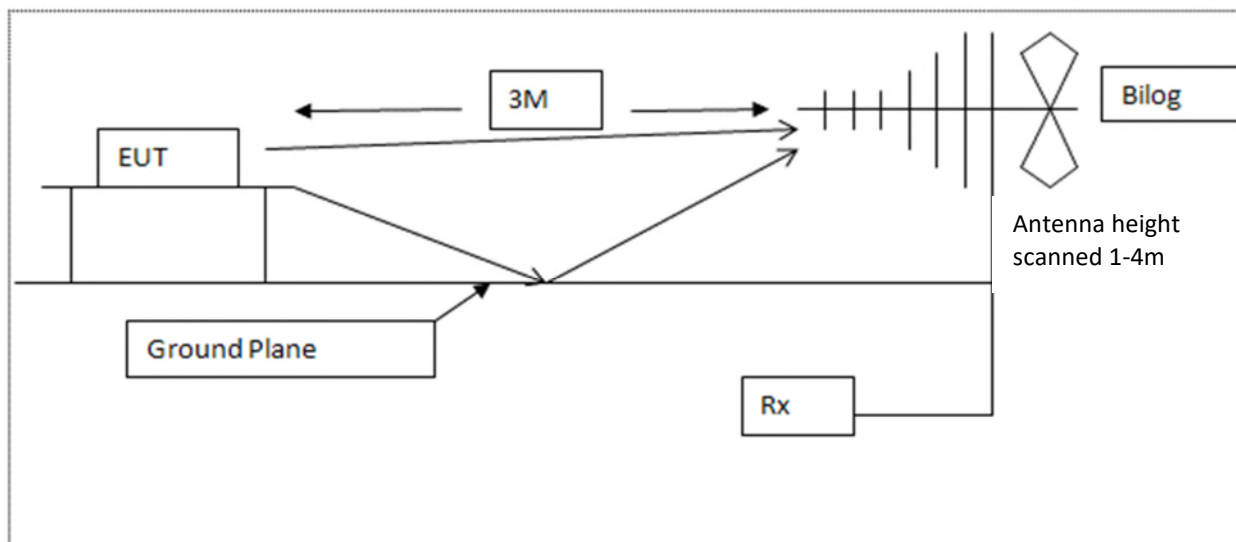 3M
Bilog
EUT
Antenna height
scanned 1-4m
Ground Plane
Rx